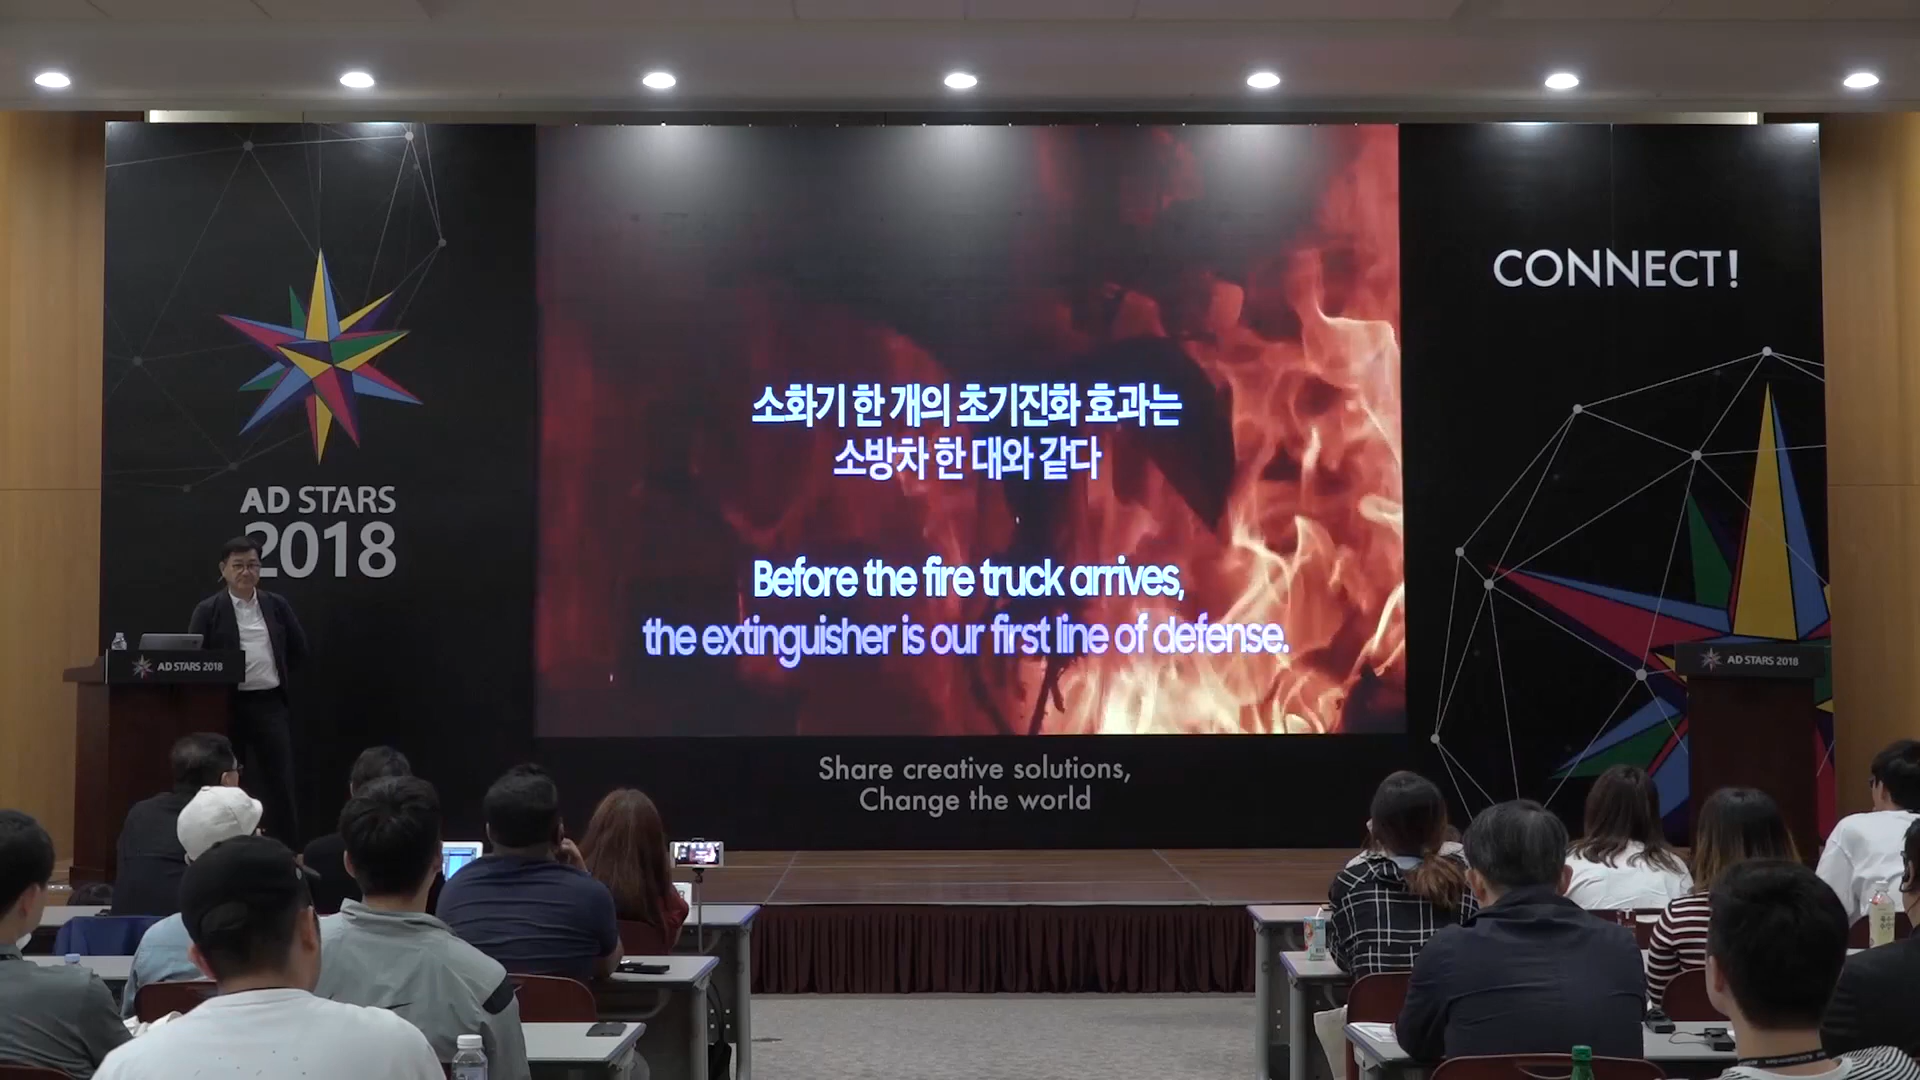 AD STARS
2018
AD STARS 2018
소화기 한 개의 초기진화 효과는
소방차 한 대와 같다
Before the fire truck arrives,
the extinguisher is our first line of defense.
Share creative solutions,
Change the world
CONNECT!
AD STARS 2018